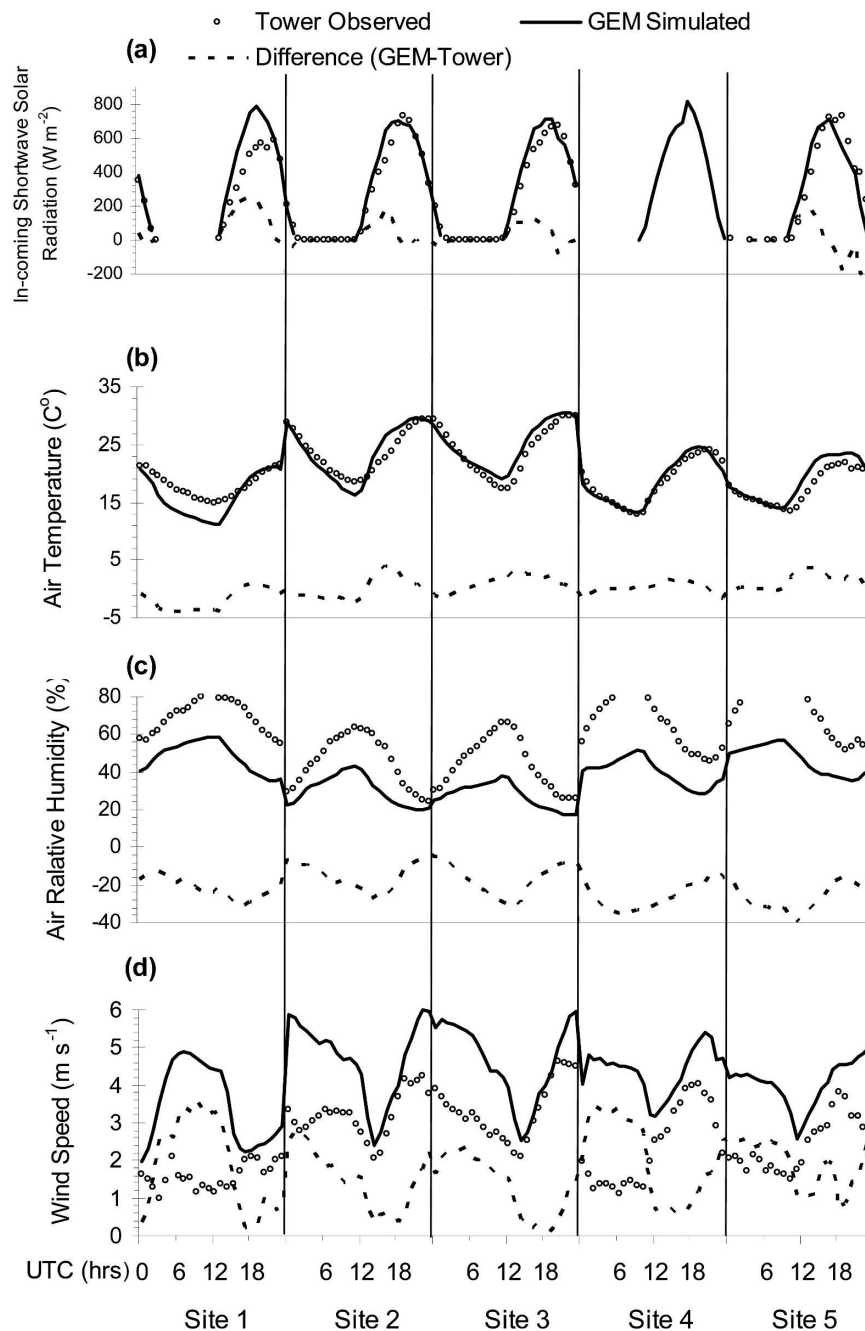 Tower Observed GEM Simulated
Difference (GEM-Tower)
(a)
In-coming Shortwave Solar
Radiation (W m-2)
800
600
400
200
0
-200
(b)
Air Temperature (Co)
35
25
15
5
-5
(c)
Air Ralative Humidity (%)
80
60
40
20
0
-20
-40
(d)
Wind Speed (m s-1)
6
5
4
3
2
1
0
UTC (hrs) 0 6 12 18 6 12 18 6 12 18 6 12 18 6 12 18
Site 1 Site 2 Site 3 Site 4 Site 5